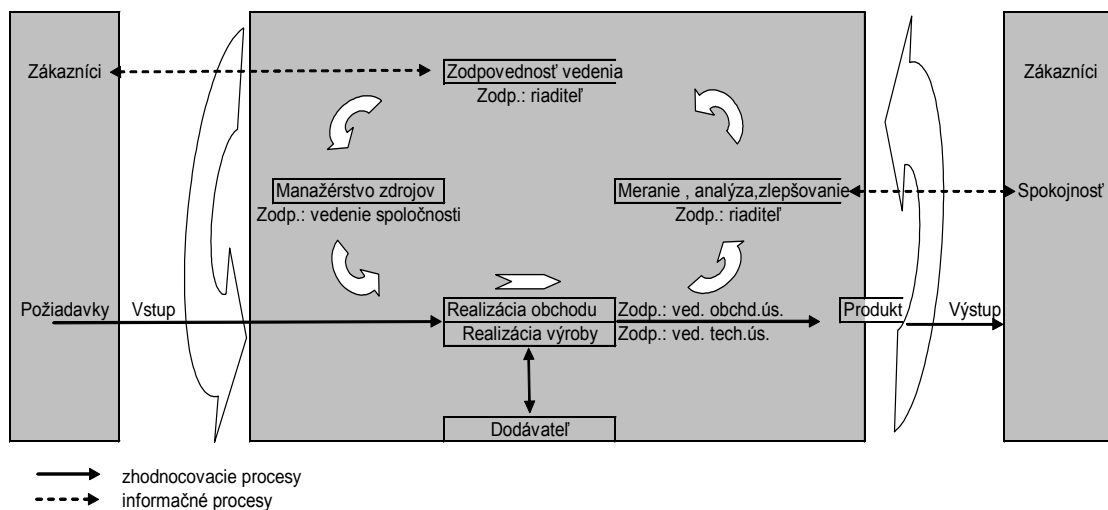 Zákazníci
Zodpovednosť vedenia
Zákazníci
Zodp.: riaditeľ
Manažérstvo zdrojov
Meranie , analýza,zlepšovanie
Spokojnosť
Zodp.: vedenie spoločnosti
Zodp.: riaditeľ
Požiadavky
Vstup
Realizácia obchodu
Zodp.: ved. obchd.ús.
Produkt
Výstup
Realizácia výroby
Zodp.: ved. tech.ús.
Dodávateľ
zhodnocovacie procesy
informačné procesy